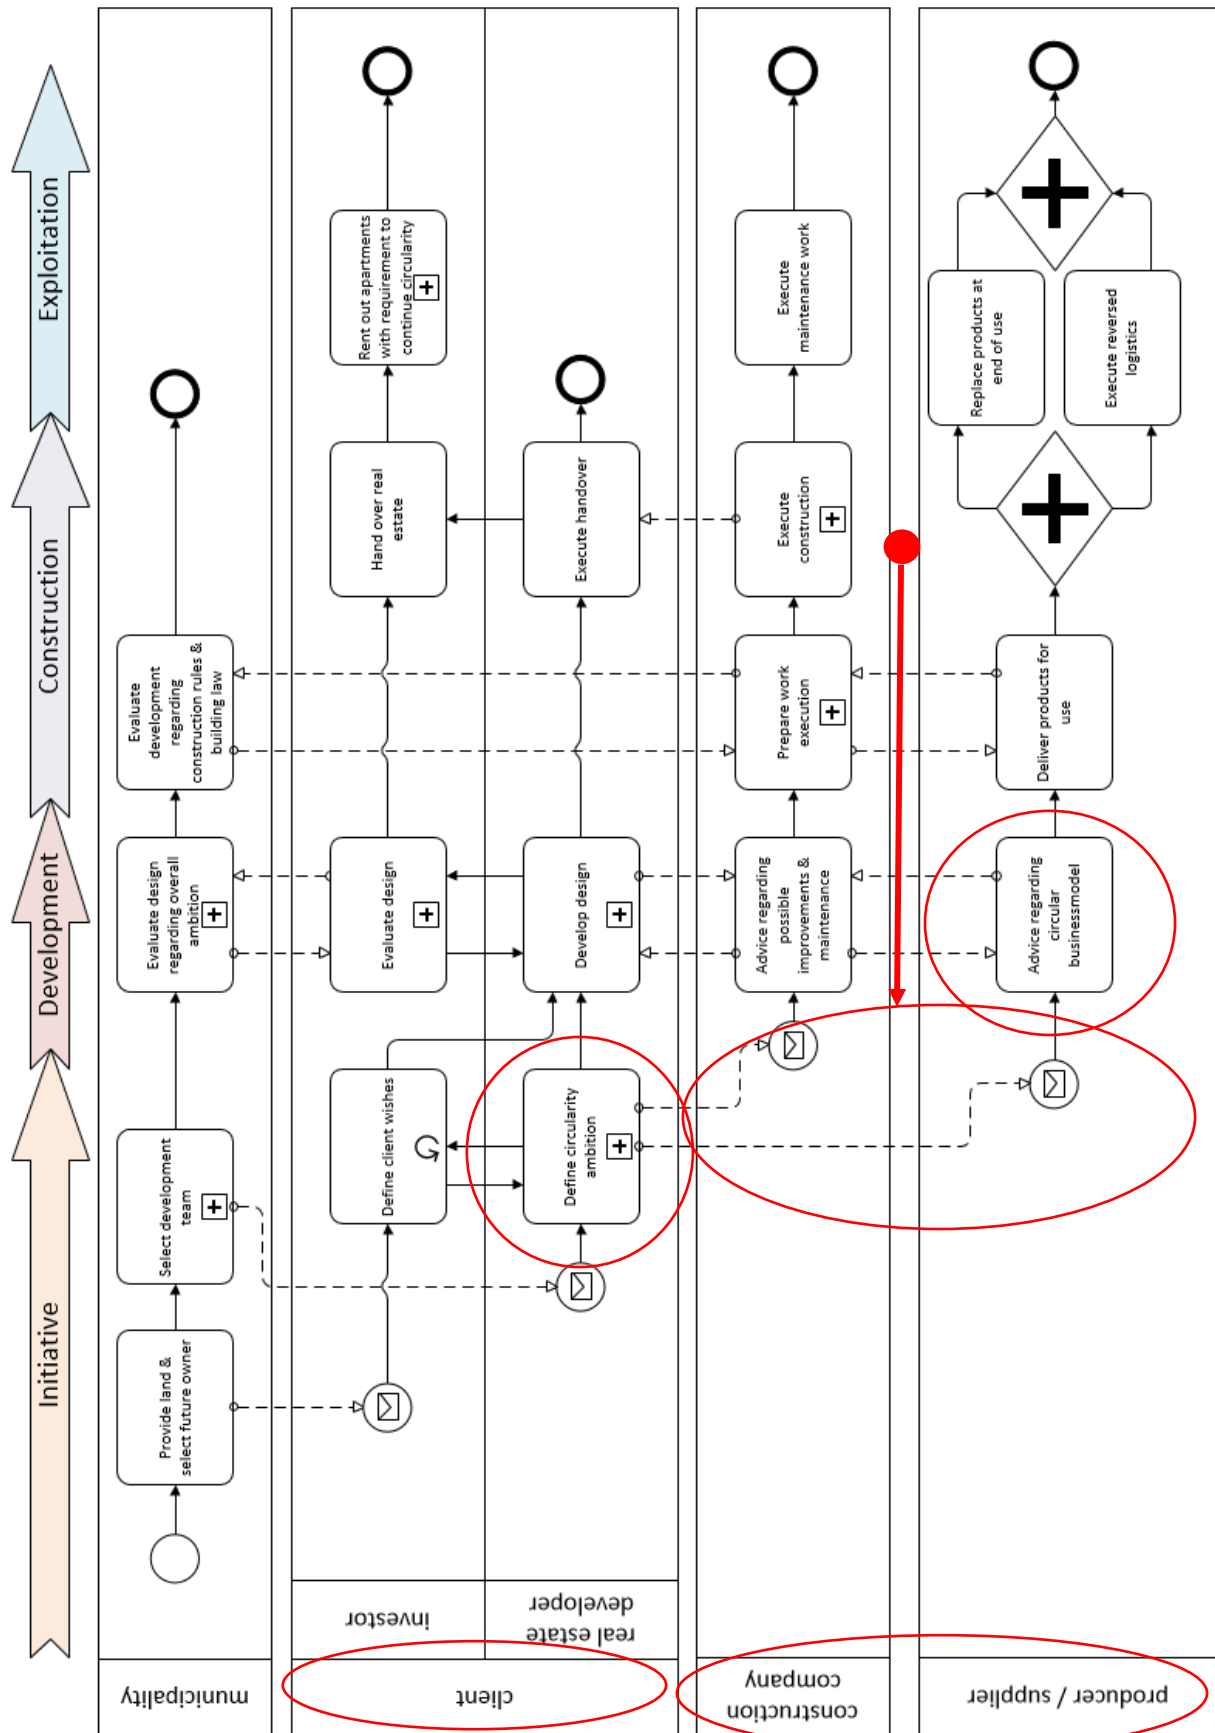 Initiative
Development
Construction
Exploitation
municipality
Provide land &
select future owner
Select development
team
Evaluate design
regarding overall
ambition
Evaluate
development
regarding
construction rules &
building law
client
investor
Define client wishes
Evaluate design
Hand over real
estate
Rent out apartments
with requirement to
continue circularity
real estate
developer
Define circularity
ambition
Develop design
Execute handover
construction
company
Advice regarding
possible
improvements &
maintenance
Prepare work
execution
Execute
construction
Execute
maintenance work
producer / supplier
Advice regarding
circular
businessmodel
Deliver products for
use
Replace products at
end of use
Execute reversed
logistics